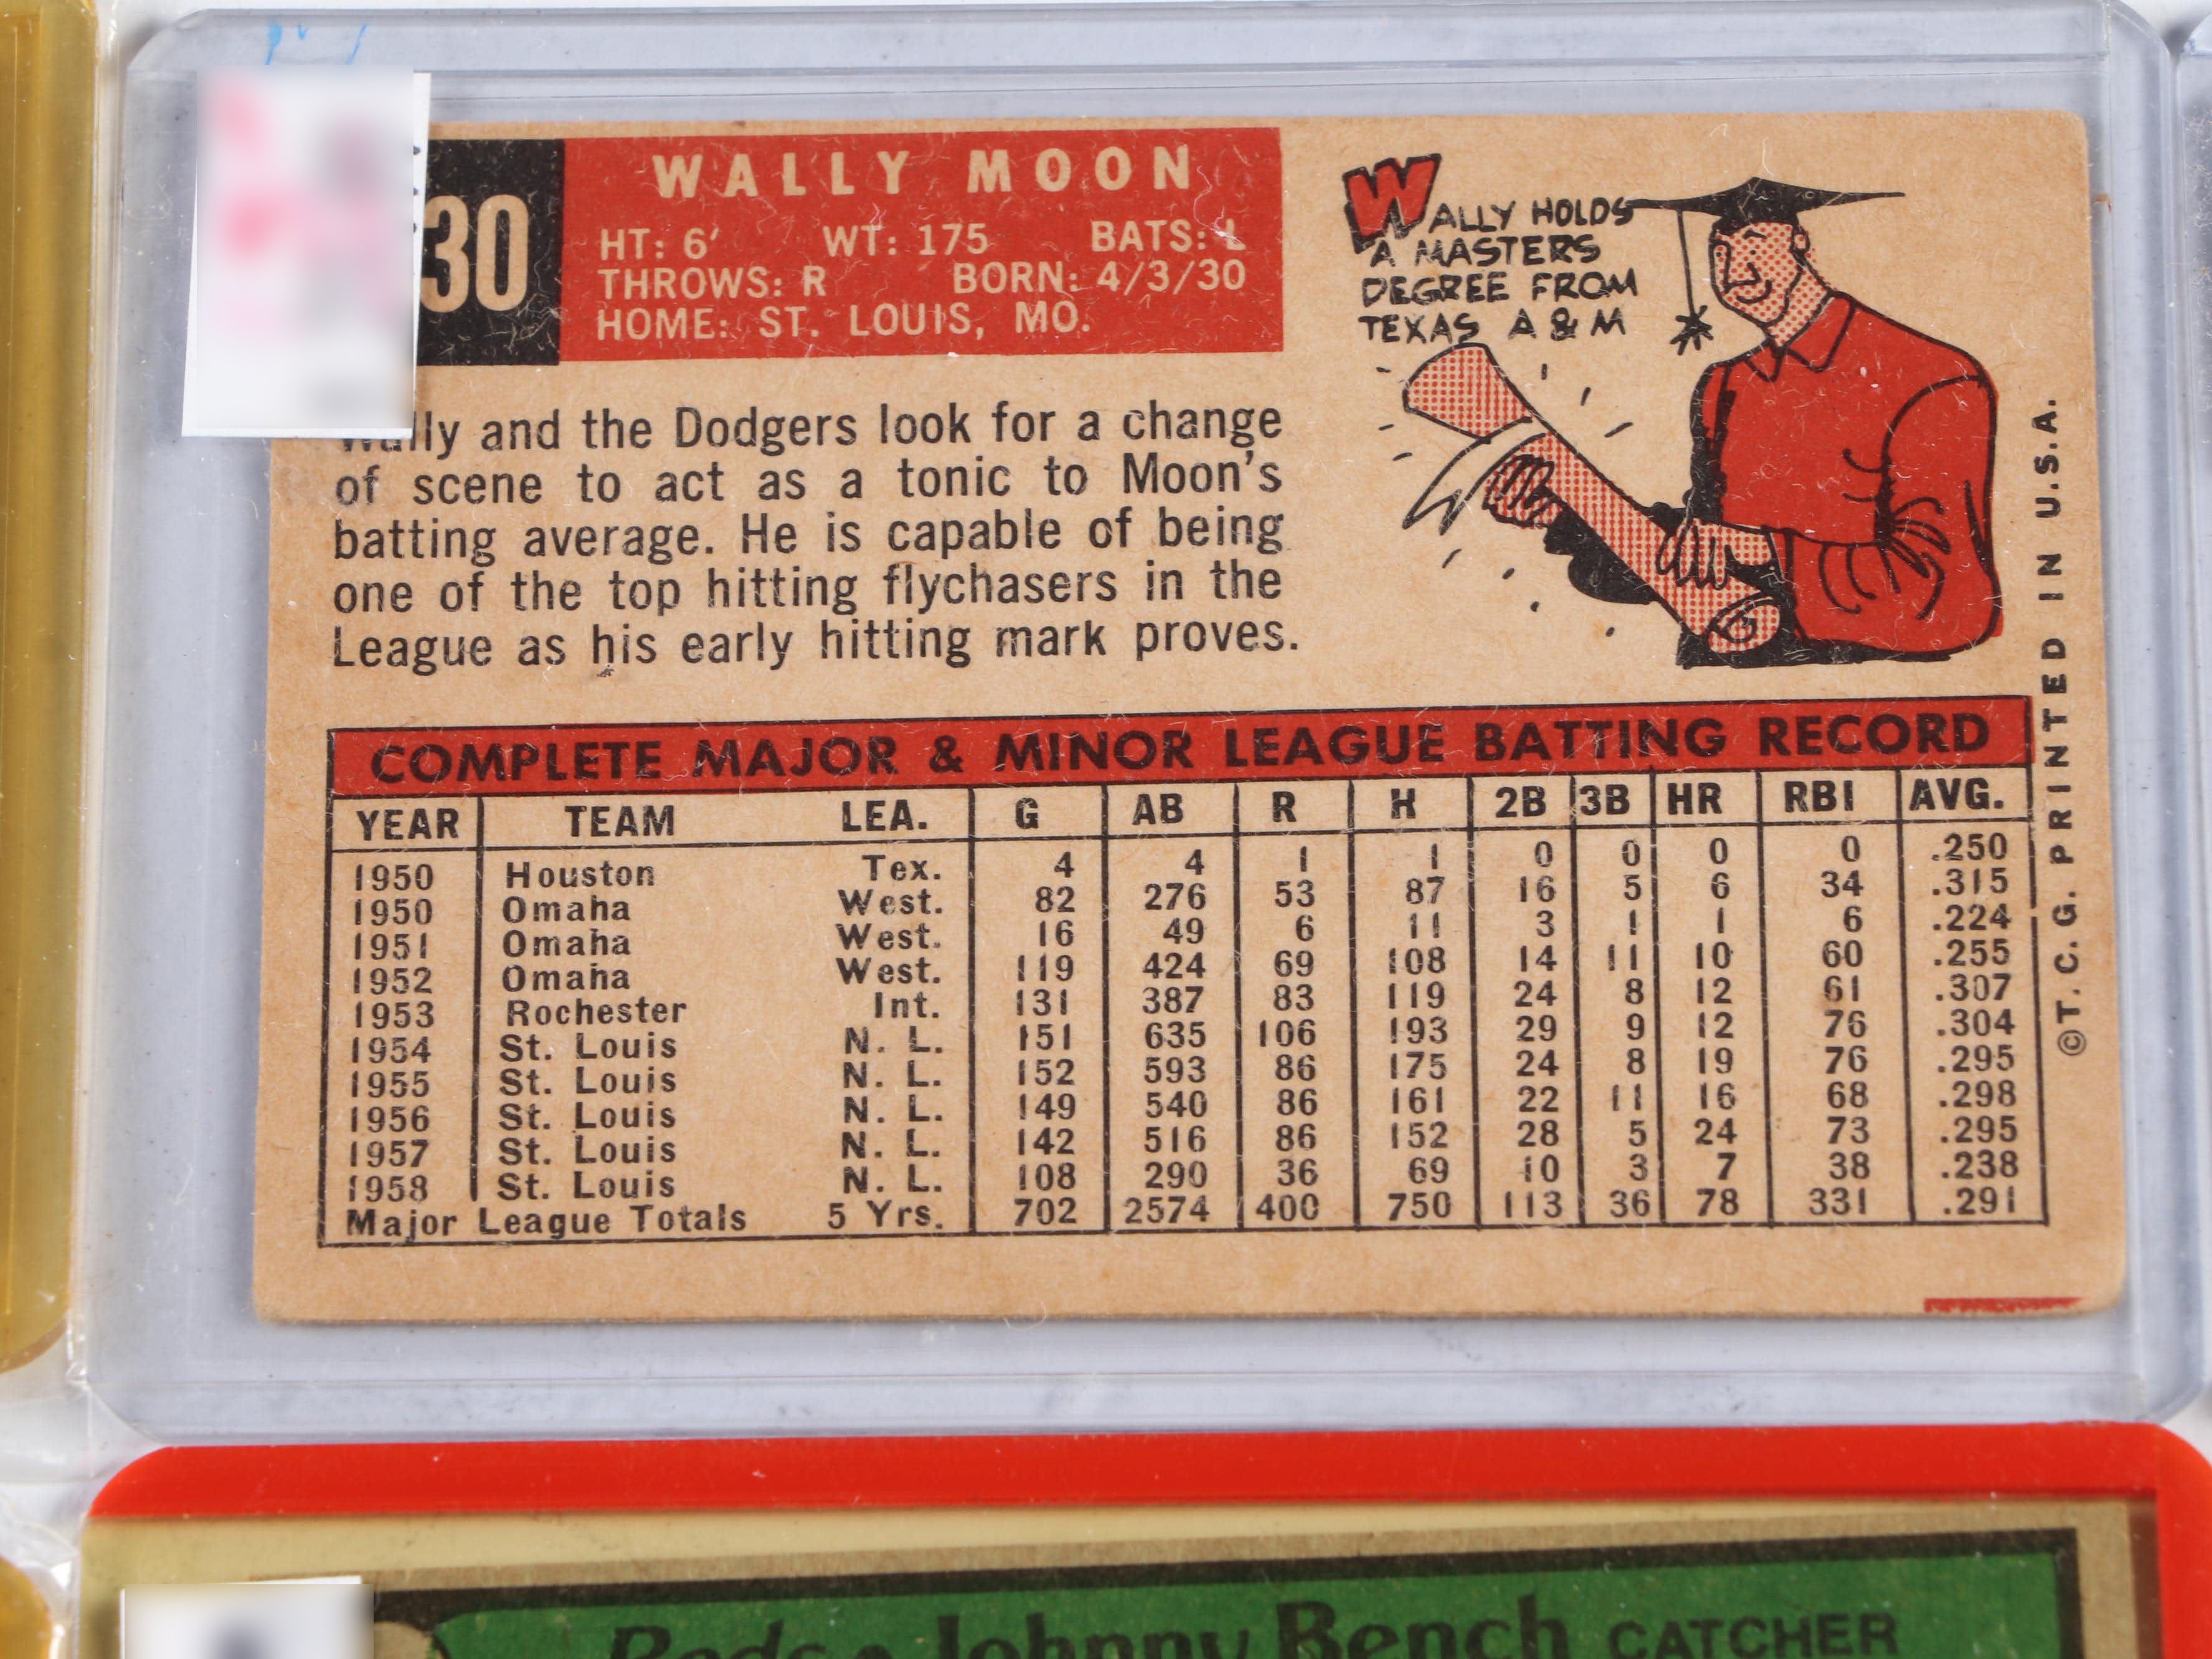 30
WALLY MOON
HT: 6' WT: 175 BATS: L
THROWS: R BORN: 4/3/30
HOME: ST. LOUIS, MO.
WALLY HOLDS
A MASTERS
DEGREE FROM
TEXAS A & M
Wally and the Dodgers look for a change
of scene to act as a tonic to Moon's
batting average. He is capable of being
one of the top hitting flychasers in the
League as his early hitting mark proves.
COMPLETE MAJOR & MINOR LEAGUE BATTING RECORD
YEAR TEAM LEA. G AB R H 2B 3B HR RBI AVG.
1950 Houston Tex. 4 4 1 1 0 0 0 0 .250
1950 Omaha West. 82 276 53 87 16 5 6 34 .315
1951 Omaha West. 16 49 6 11 3 1 1 6 .224
1952 Omaha West. 119 424 69 108 14 11 10 60 .255
1953 Rochester Int. 131 387 83 119 24 8 12 61 .307
1954 St. Louis N. L. 151 635 106 193 29 9 12 76 .304
1955 St. Louis N. L. 152 593 86 175 24 8 19 76 .295
1956 St. Louis N. L. 149 540 86 161 22 11 16 68 .298
1957 St. Louis N. L. 142 516 86 152 28 5 24 73 .295
1958 St. Louis N. L. 108 290 36 69 10 3 7 38 .238
Major League Totals 5 Yrs. 702 2574 400 750 113 36 78 331 .291
©T. C. G. PRINTED IN U.S.A.
Reds • Johnny Bench CATCHER